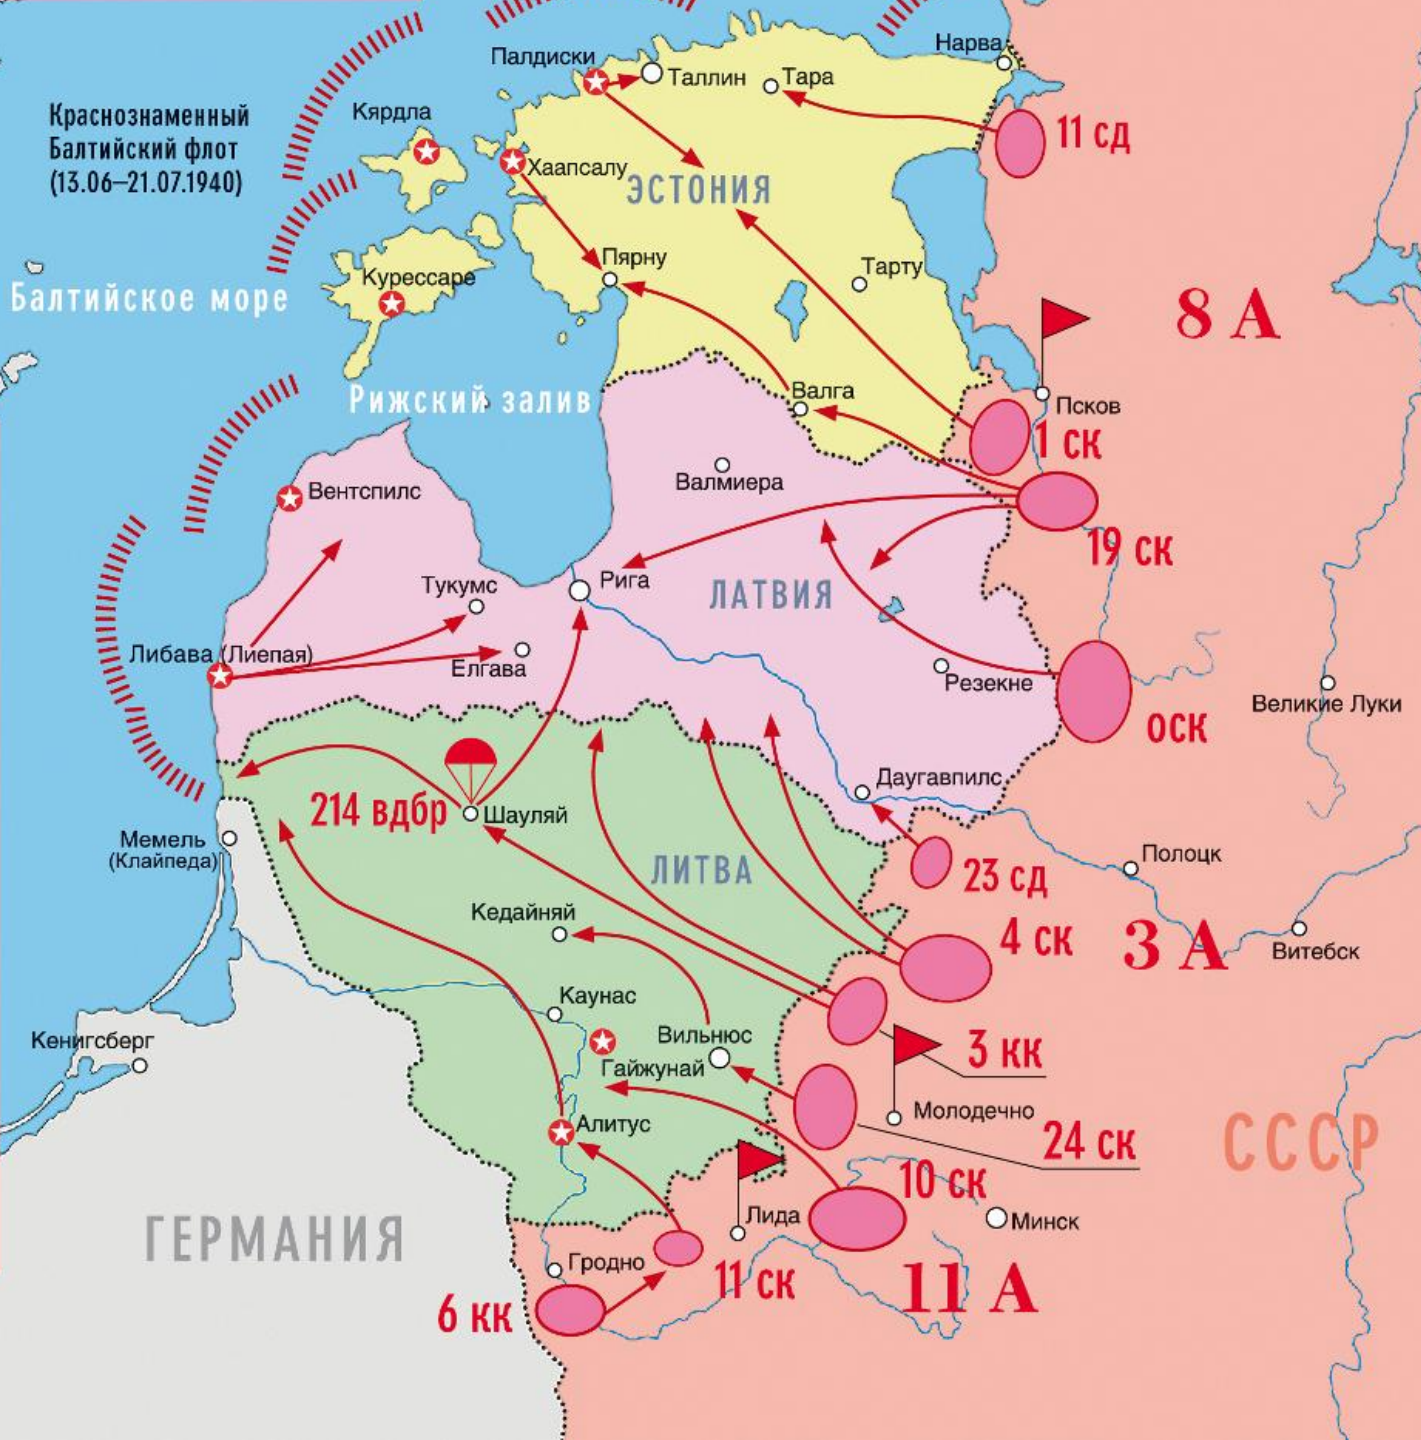 Нарва
Палдиски
Таллин
Тара
Краснознаменный
Балтийский флот
(13.06–21.07.1940)
Кярдла
11 сд
Хаапсалу
ЭСТОНИЯ
Пярну
Тарту
Курессаре
Балтийское море
8 А
Рижский залив
Валга
Псков
1 ск
Валмиера
Вентспилс
19 ск
Тукумс
Рига
ЛАТВИЯ
Либава (Лиепая)
Елгава
Резекне
Великие Луки
оск
Даугавпилс
214 вдбр
Шауляй
Мемель
(Клайпеда)
Полоцк
ЛИТВА
23 сд
Кедайняй
4 ск
3 А
Витебск
Каунас
Кенигсберг
Вильнюс
3 кк
Гайжунай
Молодечно
Алитус
24 ск
СССР
10 ск
Лида
Минск
ГЕРМАНИЯ
Гродно
11 ск
11 А
6 кк